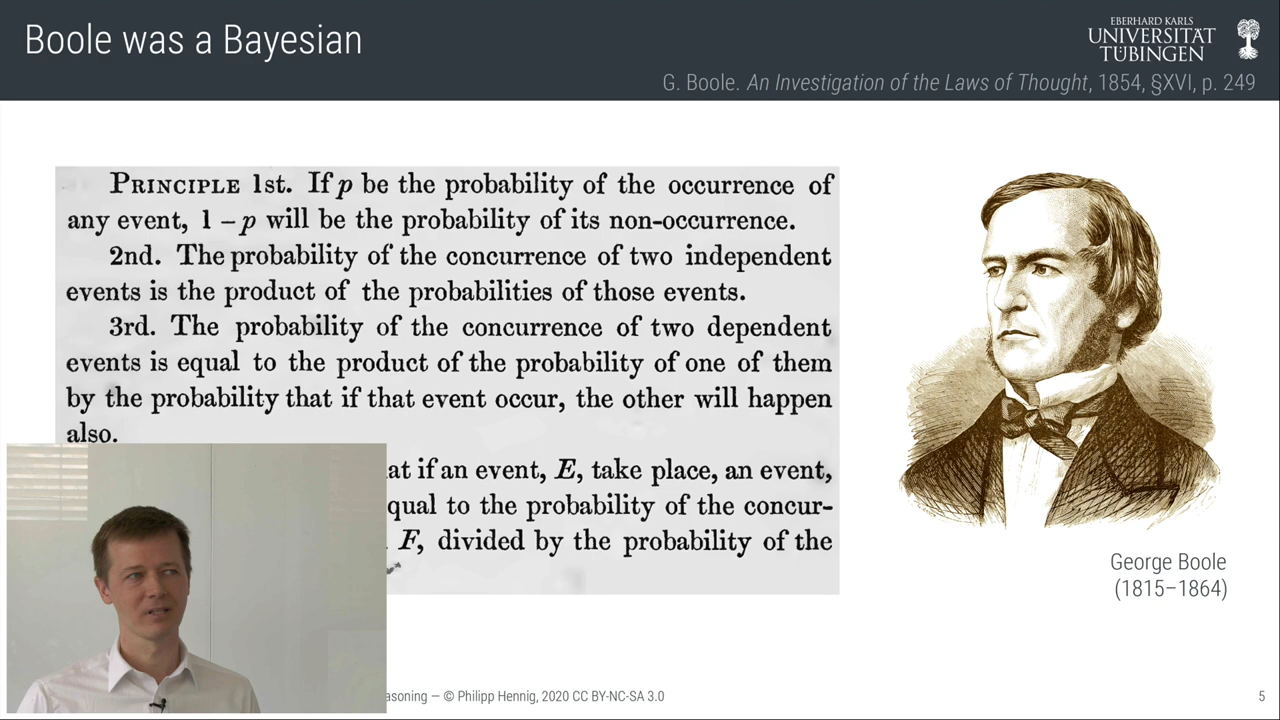 Boole was a Bayesian
EBERHARD KARLS
UNIVERSITÄT
TÜBINGEN
G. Boole. An Investigation of the Laws of Thought, 1854, §XVI, p. 249
PRINCIPLE 1st. If p be the probability of the occurrence of
any event, 1 – p will be the probability of its non-occurrence.
2nd. The probability of the concurrence of two independent
events is the product of the probabilities of those events.
3rd. The probability of the concurrence of two dependent
events is equal to the product of the probability of one of them
by the probability that if that event occur, the other will happen
also.
at if an event, E, take place, an event,
qual to the probability of the concur-
F, divided by the probability of the
George Boole
(1815–1864)
asoning — © Philipp Hennig, 2020 CC BY-NC-SA 3.0
5